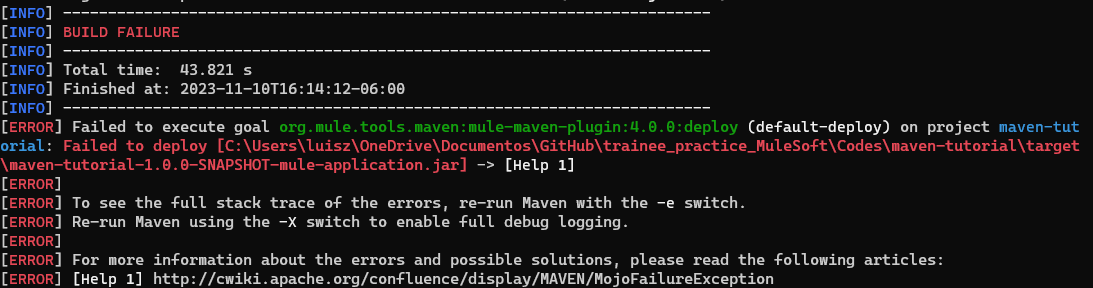 [INFO] ------------------------------------------------------------------------
[INFO] BUILD FAILURE
[INFO] ------------------------------------------------------------------------
[INFO] Total time:  43.821 s
[INFO] Finished at: 2023-11-10T16:14:12-06:00
[INFO] ------------------------------------------------------------------------
[ERROR] Failed to execute goal org.mule.tools.maven:mule-maven-plugin:4.0.0:deploy (default-deploy) on project maven-tut
orial: Failed to deploy [C:\Users\luisz\OneDrive\Documentos\GitHub\trainee_practice_MuleSoft\Codes\maven-tutorial\target
\maven-tutorial-1.0.0-SNAPSHOT-mule-application.jar] -> [Help 1]
[ERROR]
[ERROR] To see the full stack trace of the errors, re-run Maven with the -e switch.
[ERROR] Re-run Maven using the -X switch to enable full debug logging.
[ERROR]
[ERROR] For more information about the errors and possible solutions, please read the following articles:
[ERROR] [Help 1] http://cwiki.apache.org/confluence/display/MAVEN/MojoFailureException